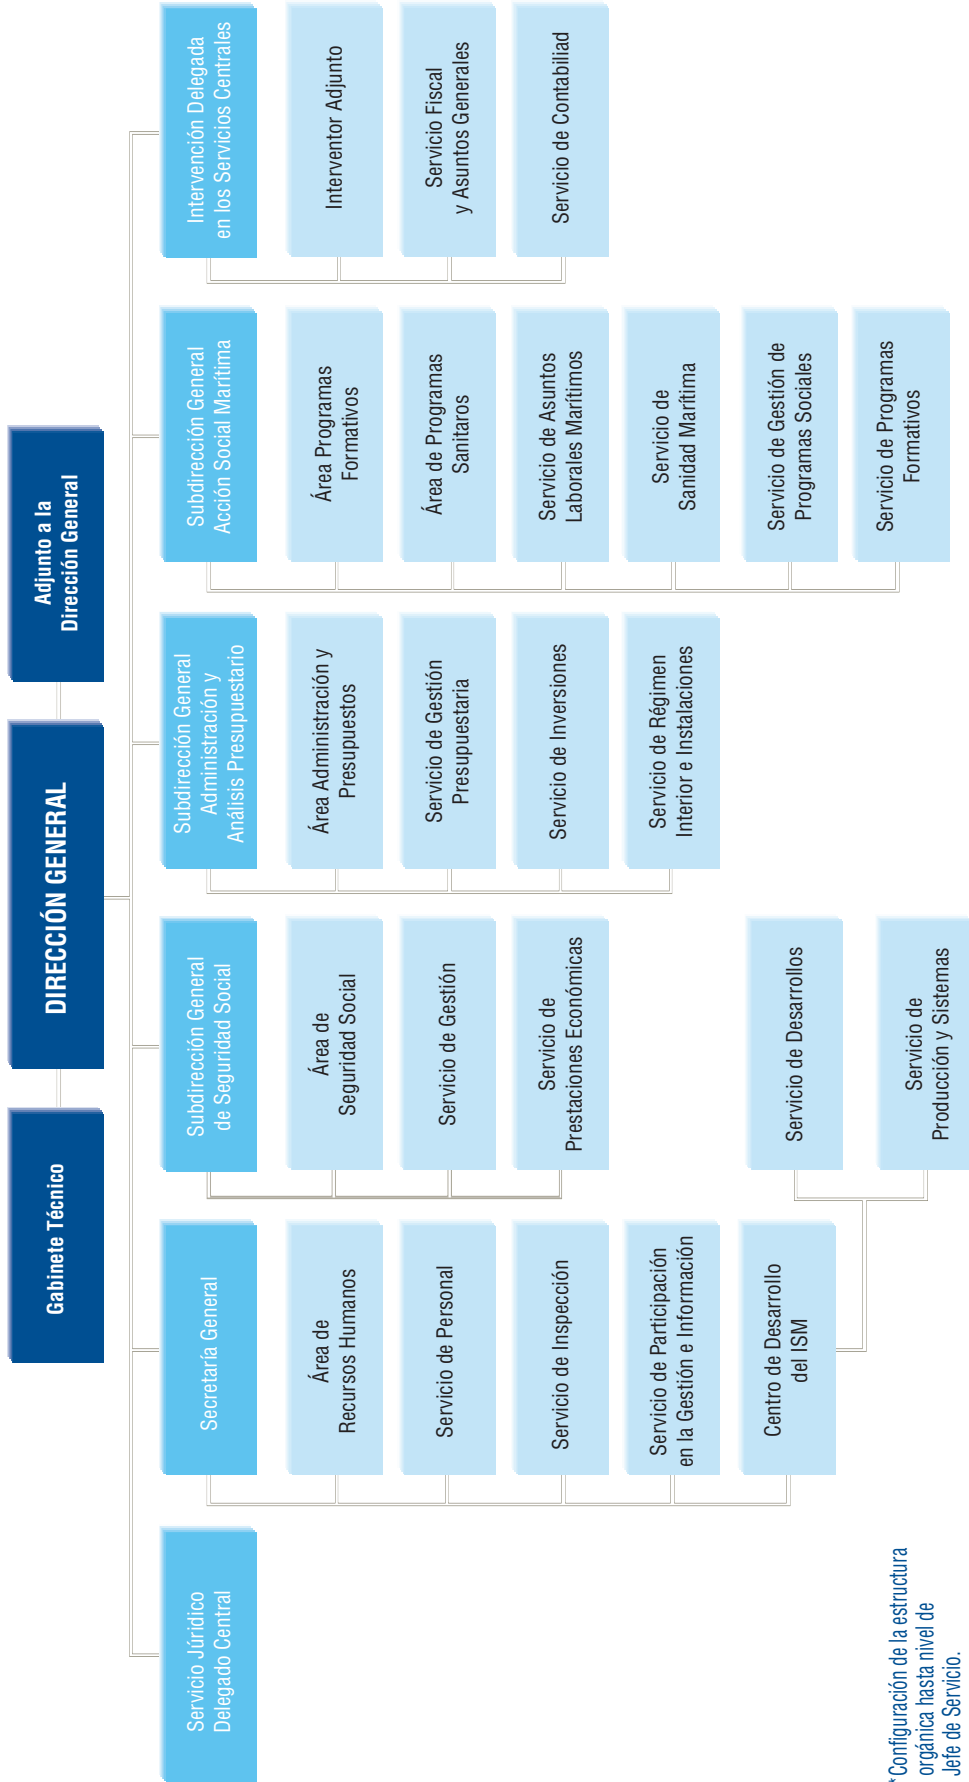 Gabinete Técnico
DIRECCIÓN GENERAL
Adjunto a la
Dirección General
Servicio Júridico
Delegado Central
Secretaría General
Área de
Recursos Humanos
Servicio de Personal
Servicio de Inspección
Servicio de Participación
en la Gestión e Información
Centro de Desarrollo
del ISM
Servicio de Desarrollos
Servicio de
Producción y Sistemas
Subdirección General
de Seguridad Social
Área de
Seguridad Social
Servicio de Gestión
Servicio de
Prestaciones Económicas
Subdirección General
Administración y
Análisis Presupuestario
Área Administración y
Presupuestos
Servicio de Gestión
Presupuestaria
Servicio de Inversiones
Servicio de Régimen
Interior e Instalaciones
Subdirección General
Acción Social Marítima
Área Programas
Formativos
Área de Programas
Sanitaros
Servicio de Asuntos
Laborales Marítimos
Servicio de
Sanidad Marítima
Servicio de Gestión de
Programas Sociales
Servicio de Programas
Formativos
Intervención Delegada
en los Servicios Centrales
Interventor Adjunto
Servicio Fiscal
y Asuntos Generales
Servicio de Contabiliad
*Configuración de la estructura
orgánica hasta nivel de
Jefe de Servicio.